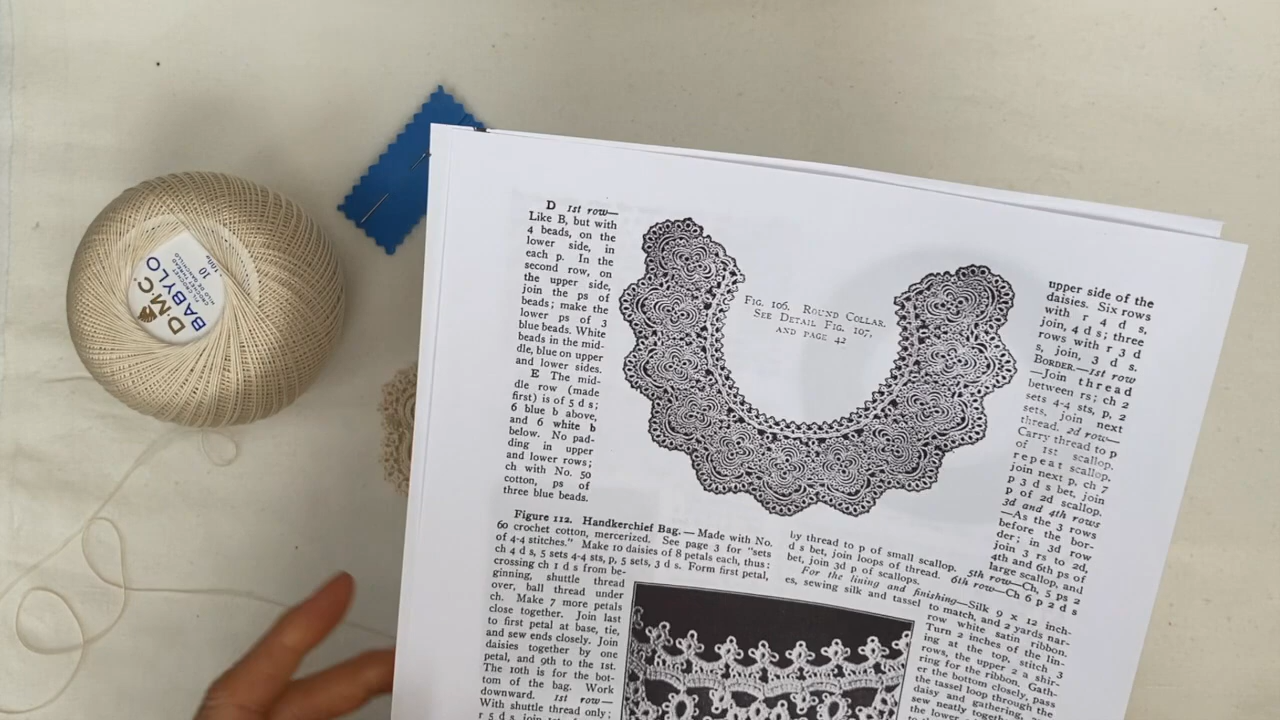 D·M·C
BABYLO
10
D 1st row—
Like B, but with
4 beads, on the
lower side, in
each p. In the
second row, on
the upper side,
join the ps of
beads; make the
lower ps of 3
blue beads. White
beads in the mid-
dle, blue on upper
and lower sides.
E The mid-
dle row (made
first) is of 5 d s;
6 blue b above,
and 6 white b
below. No pad-
ding in upper
and lower rows;
ch with No. 50
cotton, ps of
three blue beads.
FIG. 106. ROUND COLLAR.
SEE DETAIL FIG. 107,
AND PAGE 42
Figure 112. Handkerchief Bag.—Made with No.
60 crochet cotton, mercerized. See page 3 for "sets
of 4-4 stitches." Make 10 daisies of 8 petals each, thus:
ch 4 d s, 5 sets 4-4 sts, p, 5 sets, 3 d s. Form first petal,
crossing ch 1 d s from be-
ginning, shuttle thread
over, ball thread under
ch. Make 7 more petals
close together. Join last
to first petal at base, tie,
and sew ends closely. Join
daisies together by one
petal, and 9th to the 1st.
The 10th is for the bot-
tom of the bag. Work
downward. 1st row—
With shuttle thread only;
upper side of the
daisies. Six rows
with r 4 d s,
join, 4 d s; three
rows with r 3 d
s, join, 3 d s.
BORDER.—1st row
—Join thread
between rs; ch 2
sets 4-4 sts, p, 2
sets, join next
thread. 2d row—
Carry thread to p
of 1st scallop,
repeat scallop,
join next p, ch 7
p 3 d s bet, join
p of 2d scallop.
3d and 4th rows
—As the 3 rows
before the bor-
der; in 3d row
join 3 rs to 2d,
4th and 6th ps of
large scallop, and
by thread to p of small scallop. 5th row—Ch, 5 ps 2
d s bet, join loops of thread. 6th row—Ch 6 p 2 d s
bet, join 3d p of scallops.
For the lining and finishing—Silk 9 x 12 inch-
es, sewing silk and tassel to match, and 2 yards nar-
row white satin ribbon.
Turn 2 inches of the lin-
ing at the top, stitch 3
rows, the upper 2 a shir-
ring for the ribbon. Gath-
er the bottom closely, pass
the tassel loop through the
daisy and gathering, and
sew neatly together